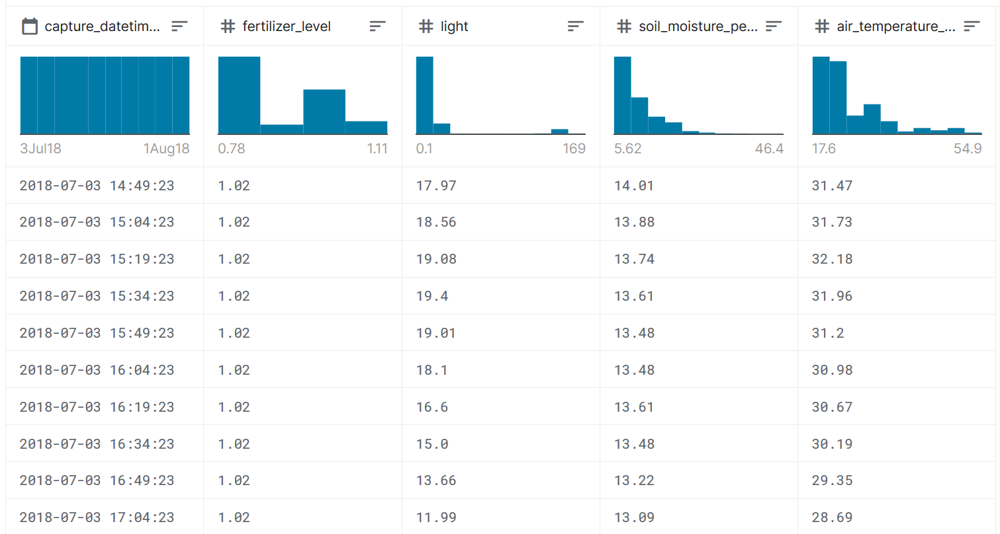 capture_datetim... fertilizer_level light soil_moisture_pe... air_temperature_...
3Jul18 1Aug18 0.78 1.11 0.1 169 5.62 46.4 17.6 54.9
2018-07-03 14:49:23 1.02 17.97 14.01 31.47
2018-07-03 15:04:23 1.02 18.56 13.88 31.73
2018-07-03 15:19:23 1.02 19.08 13.74 32.18
2018-07-03 15:34:23 1.02 19.4 13.61 31.96
2018-07-03 15:49:23 1.02 19.01 13.48 31.2
2018-07-03 16:04:23 1.02 18.1 13.48 30.98
2018-07-03 16:19:23 1.02 16.6 13.61 30.67
2018-07-03 16:34:23 1.02 15.0 13.48 30.19
2018-07-03 16:49:23 1.02 13.66 13.22 29.35
2018-07-03 17:04:23 1.02 11.99 13.09 28.69